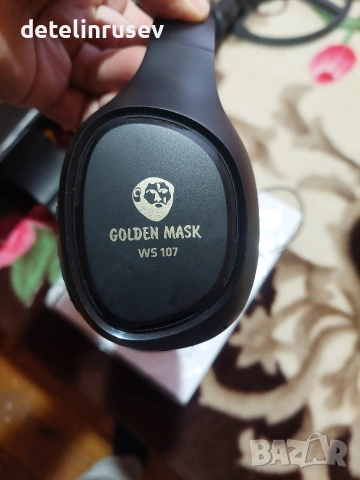 detelinrusev
GOLDEN MASK
WS 107
BAZAR